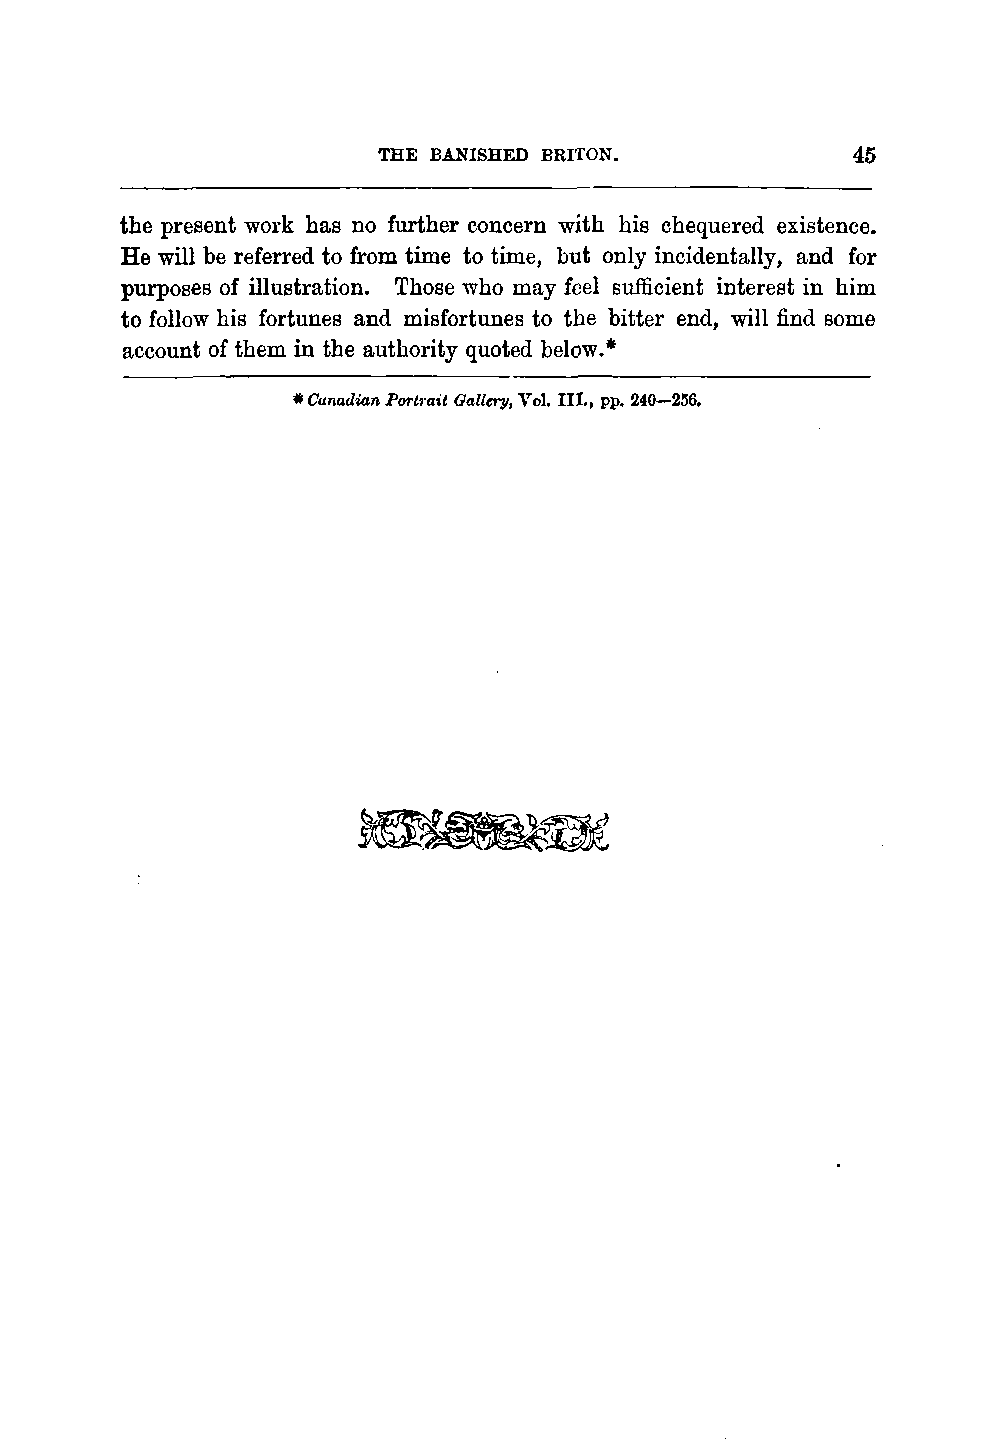 THE BANISHED BRITON. 45
the present work has no further concern with his chequered existence.
He will be referred to from time to time, but only incidentally, and for
purposes of illustration. Those who may feel sufficient interest in him
to follow his fortunes and misfortunes to the bitter end, will find some
account of them in the authority quoted below.*
* Canadian Portrait Gallery, Vol. III., pp. 240—256.